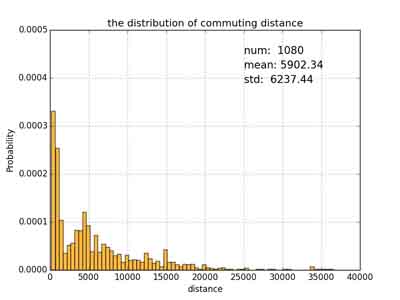 the distribution of commuting distance
0.0005
num: 1080
mean: 5902.34
std: 6237.44
0.0004
0.0003
Probability
0.0002
0.0001
0.0000
0 5000 10000 15000 20000 25000 30000 35000 40000
distance